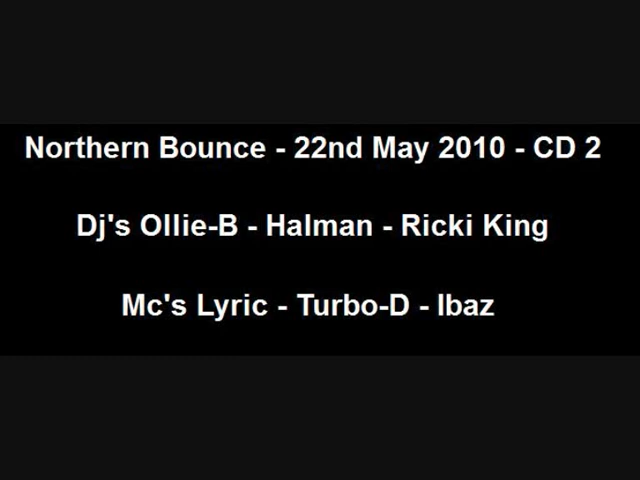 Northern Bounce - 22nd May 2010 - CD 2
Dj's Ollie-B - Halman - Ricki King
Mc's Lyric - Turbo-D - Ibaz